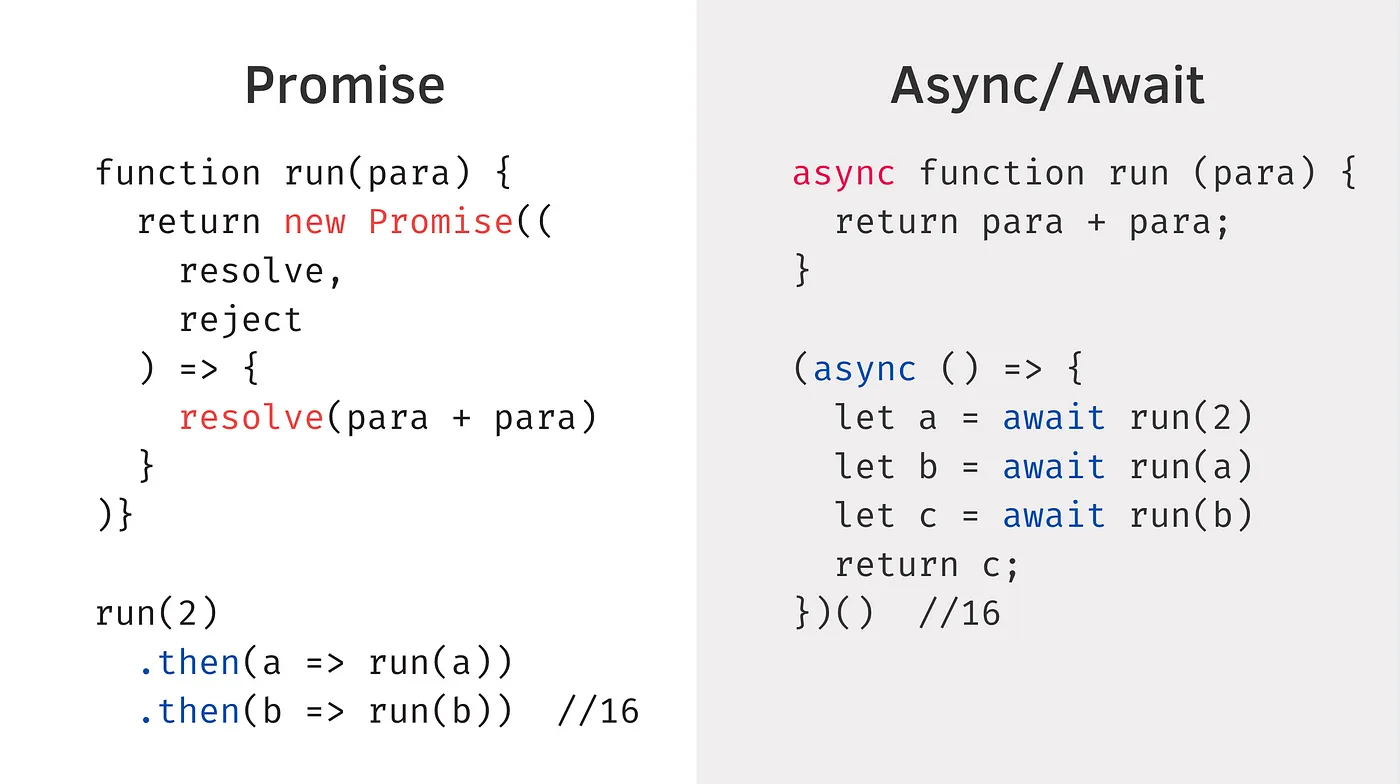 Promise
function run(para) {
  return new Promise((
    resolve,
    reject
  ) => {
    resolve(para + para)
  }
)}
run(2)
  .then(a => run(a))
  .then(b => run(b))  //16
Async/Await
async function run (para) {
  return para + para;
}
(async () => {
  let a = await run(2)
  let b = await run(a)
  let c = await run(b)
  return c;
})()  //16